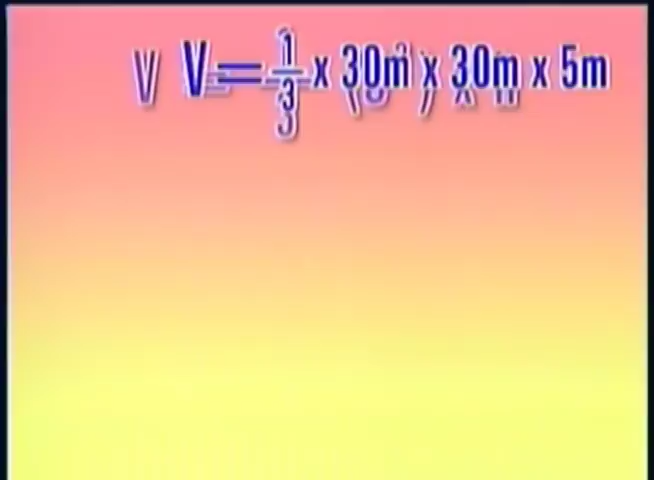 V = 1/3 x 30m x 30m x 5m